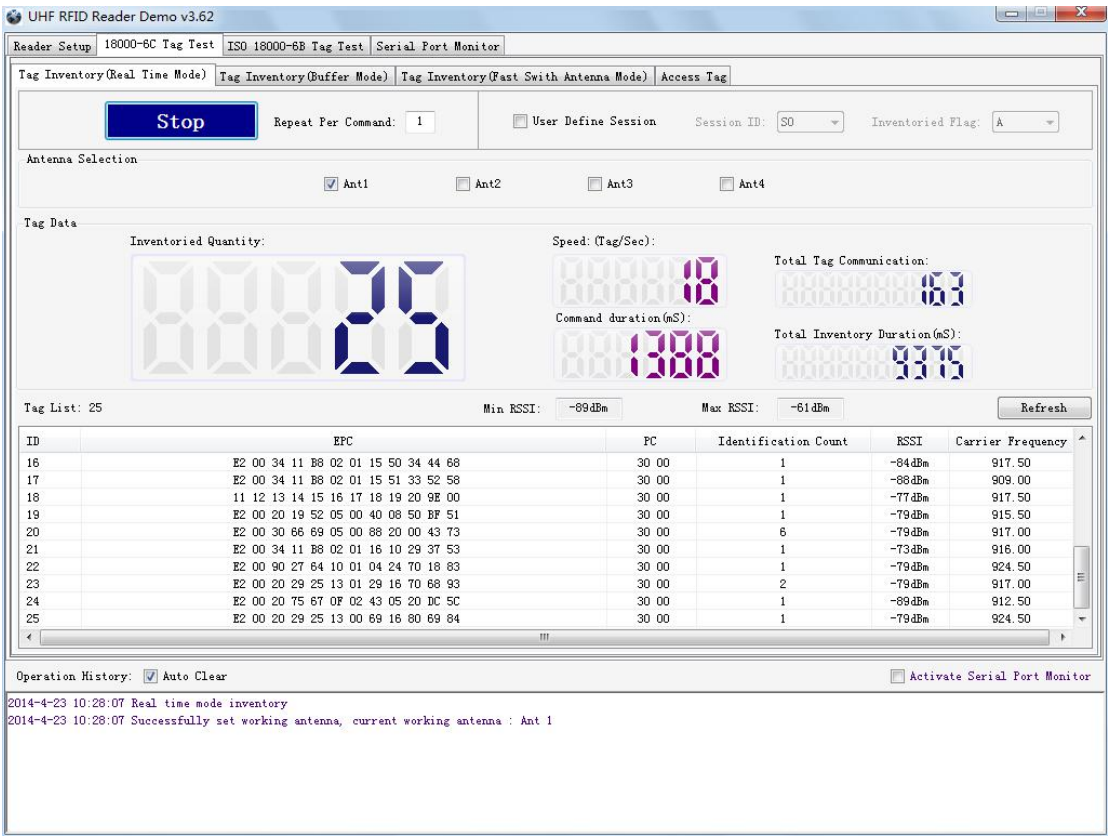 UHF RFID Reader Demo v3.62
Reader Setup 18000-6C Tag Test ISO 18000-6B Tag Test Serial Port Monitor
Tag Inventory(Real Time Mode) Tag Inventory(Buffer Mode) Tag Inventory(Fast Swith Antenna Mode) Access Tag
Stop Repeat Per Command: 1 User Define Session Session ID: S0 Inventoried Flag: A
Antenna Selection
Ant1 Ant2 Ant3 Ant4
Tag Data
Inventoried Quantity: Speed: (Tag/Sec):
Total Tag Communication:
25 18 163
Command duration(mS):
Total Inventory Duration(mS):
1388 9375
Tag List: 25 Min RSSI: -89dBm Max RSSI: -61dBm Refresh
ID EPC PC Identification Count RSSI Carrier Frequency
16 E2 00 34 11 B8 02 01 15 50 34 44 68 30 00 1 -84dBm 917.50
17 E2 00 34 11 B8 02 01 15 51 33 52 58 30 00 1 -88dBm 909.00
18 11 12 13 14 15 16 17 18 19 20 9E 00 30 00 1 -77dBm 917.50
19 E2 00 20 19 52 05 00 40 08 50 BF 51 30 00 1 -79dBm 915.50
20 E2 00 30 66 69 05 00 88 20 00 43 73 30 00 6 -79dBm 917.00
21 E2 00 34 11 B8 02 01 16 10 29 37 53 30 00 1 -73dBm 916.00
22 E2 00 90 27 64 10 01 04 24 70 18 83 30 00 1 -79dBm 924.50
23 E2 00 20 29 25 13 01 29 16 70 68 93 30 00 2 -79dBm 917.00
24 E2 00 20 75 67 0F 02 43 05 20 DC 5C 30 00 1 -89dBm 912.50
25 E2 00 20 29 25 13 00 69 16 80 69 84 30 00 1 -79dBm 924.50
Operation History: Auto Clear Activate Serial Port Monitor
2014-4-23 10:28:07 Real time mode inventory
2014-4-23 10:28:07 Successfully set working antenna, current working antenna : Ant 1